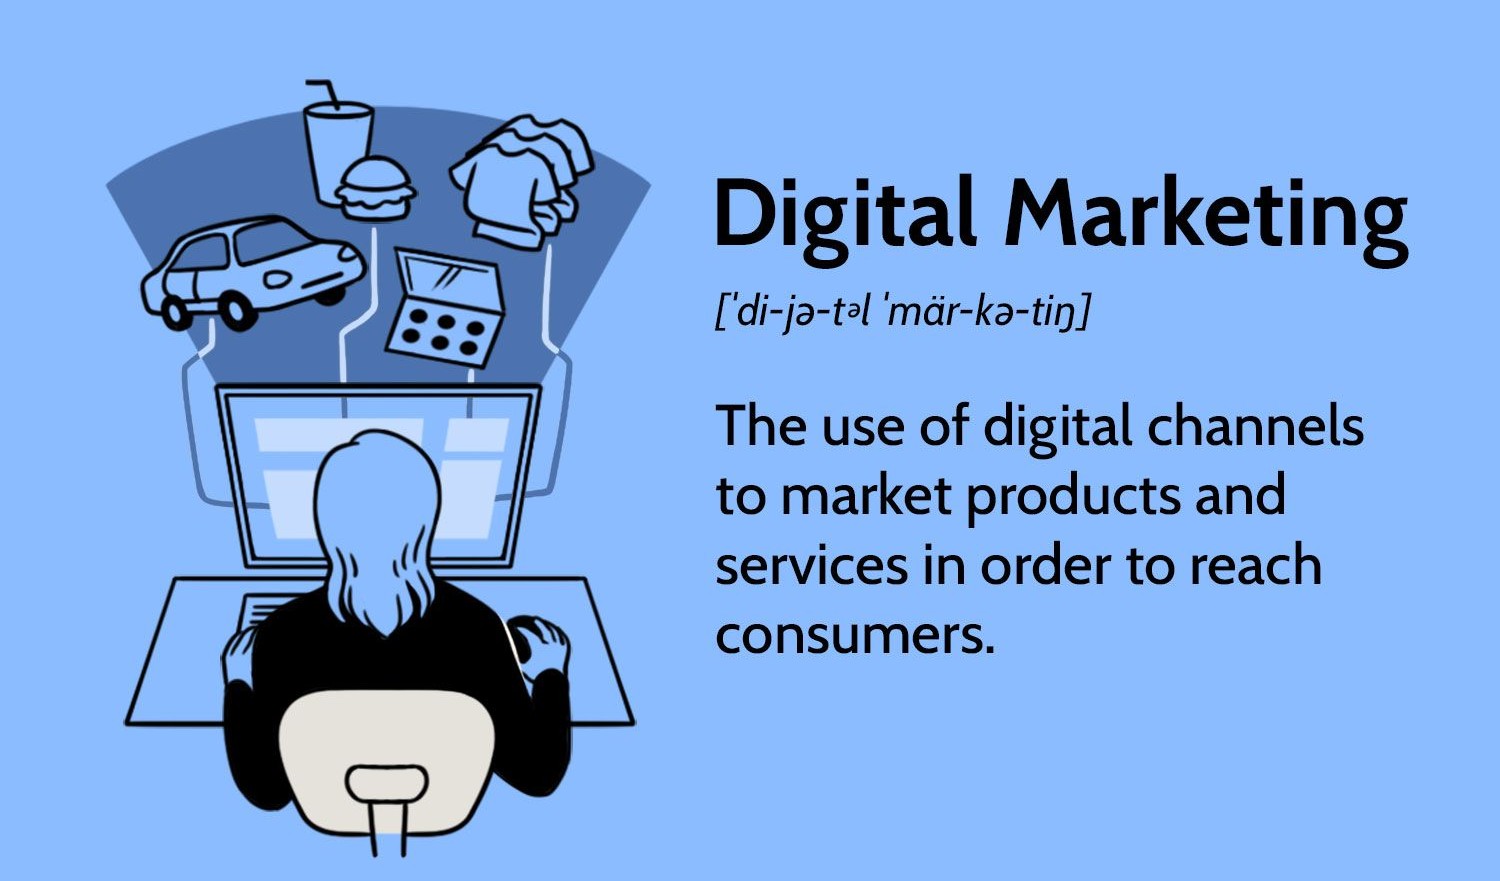 Digital Marketing
[ˈdi-jə-tᵊl ˈmär-kə-tiŋ]
The use of digital channels
to market products and
services in order to reach
consumers.